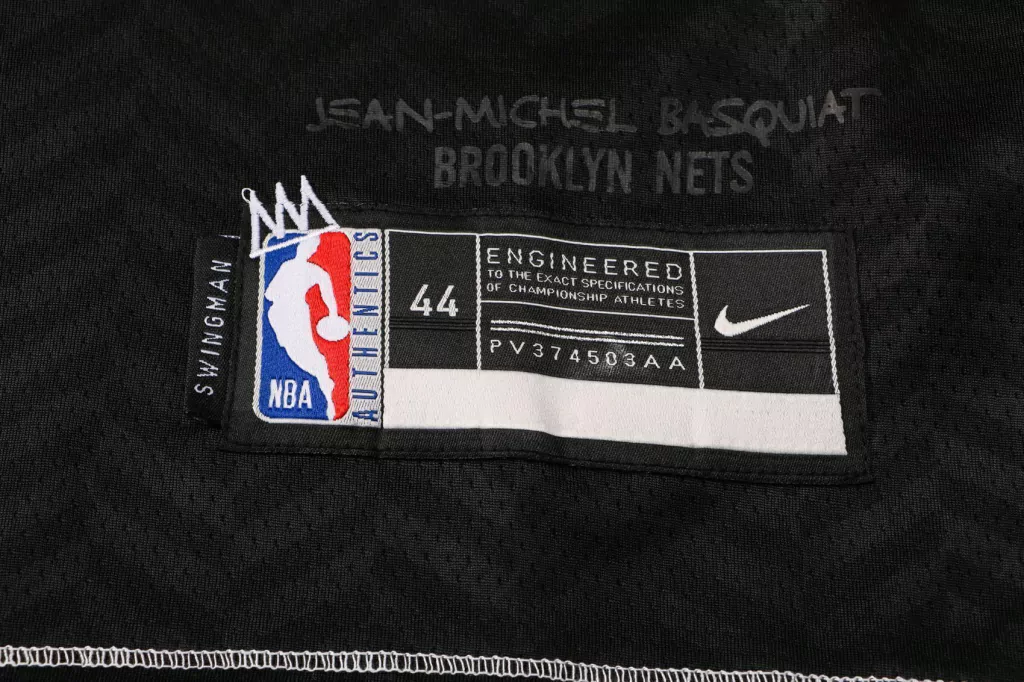 JEAN-MICHEL BASQUIAT
BROOKLYN NETS
SWINGMAN
NBA
AUTHENTICS
44
ENGINEERED
TO THE EXACT SPECIFICATIONS
OF CHAMPIONSHIP ATHLETES
PV374503AA